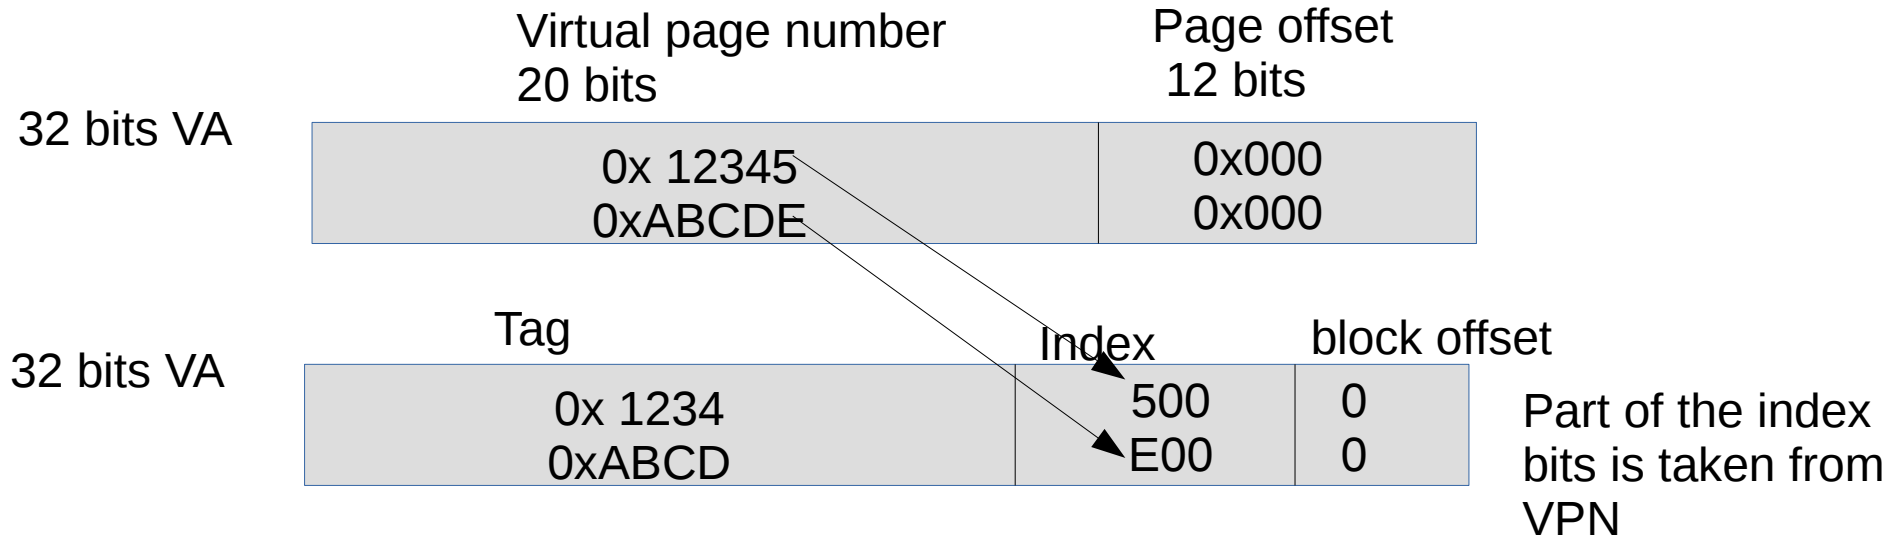 Virtual page number
20 bits
Page offset
12 bits
32 bits VA
0x 12345
0x000
0xABCDE
0x000
Tag
Index
block offset
32 bits VA
0x 1234
500
0
0xABCD
E00
0
Part of the index
bits is taken from
VPN